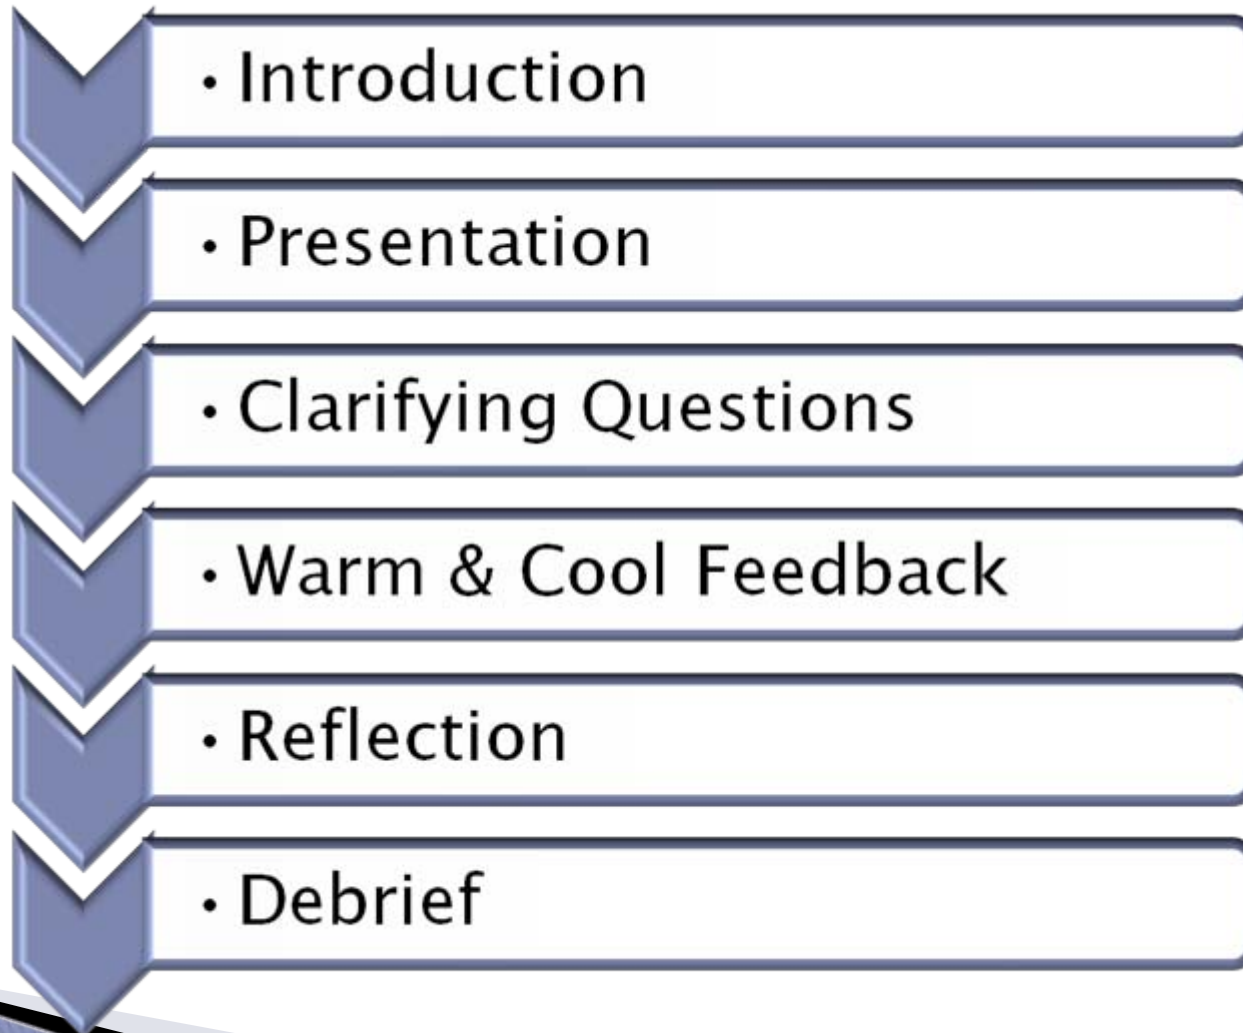 • Introduction
• Presentation
• Clarifying Questions
• Warm & Cool Feedback
• Reflection
• Debrief